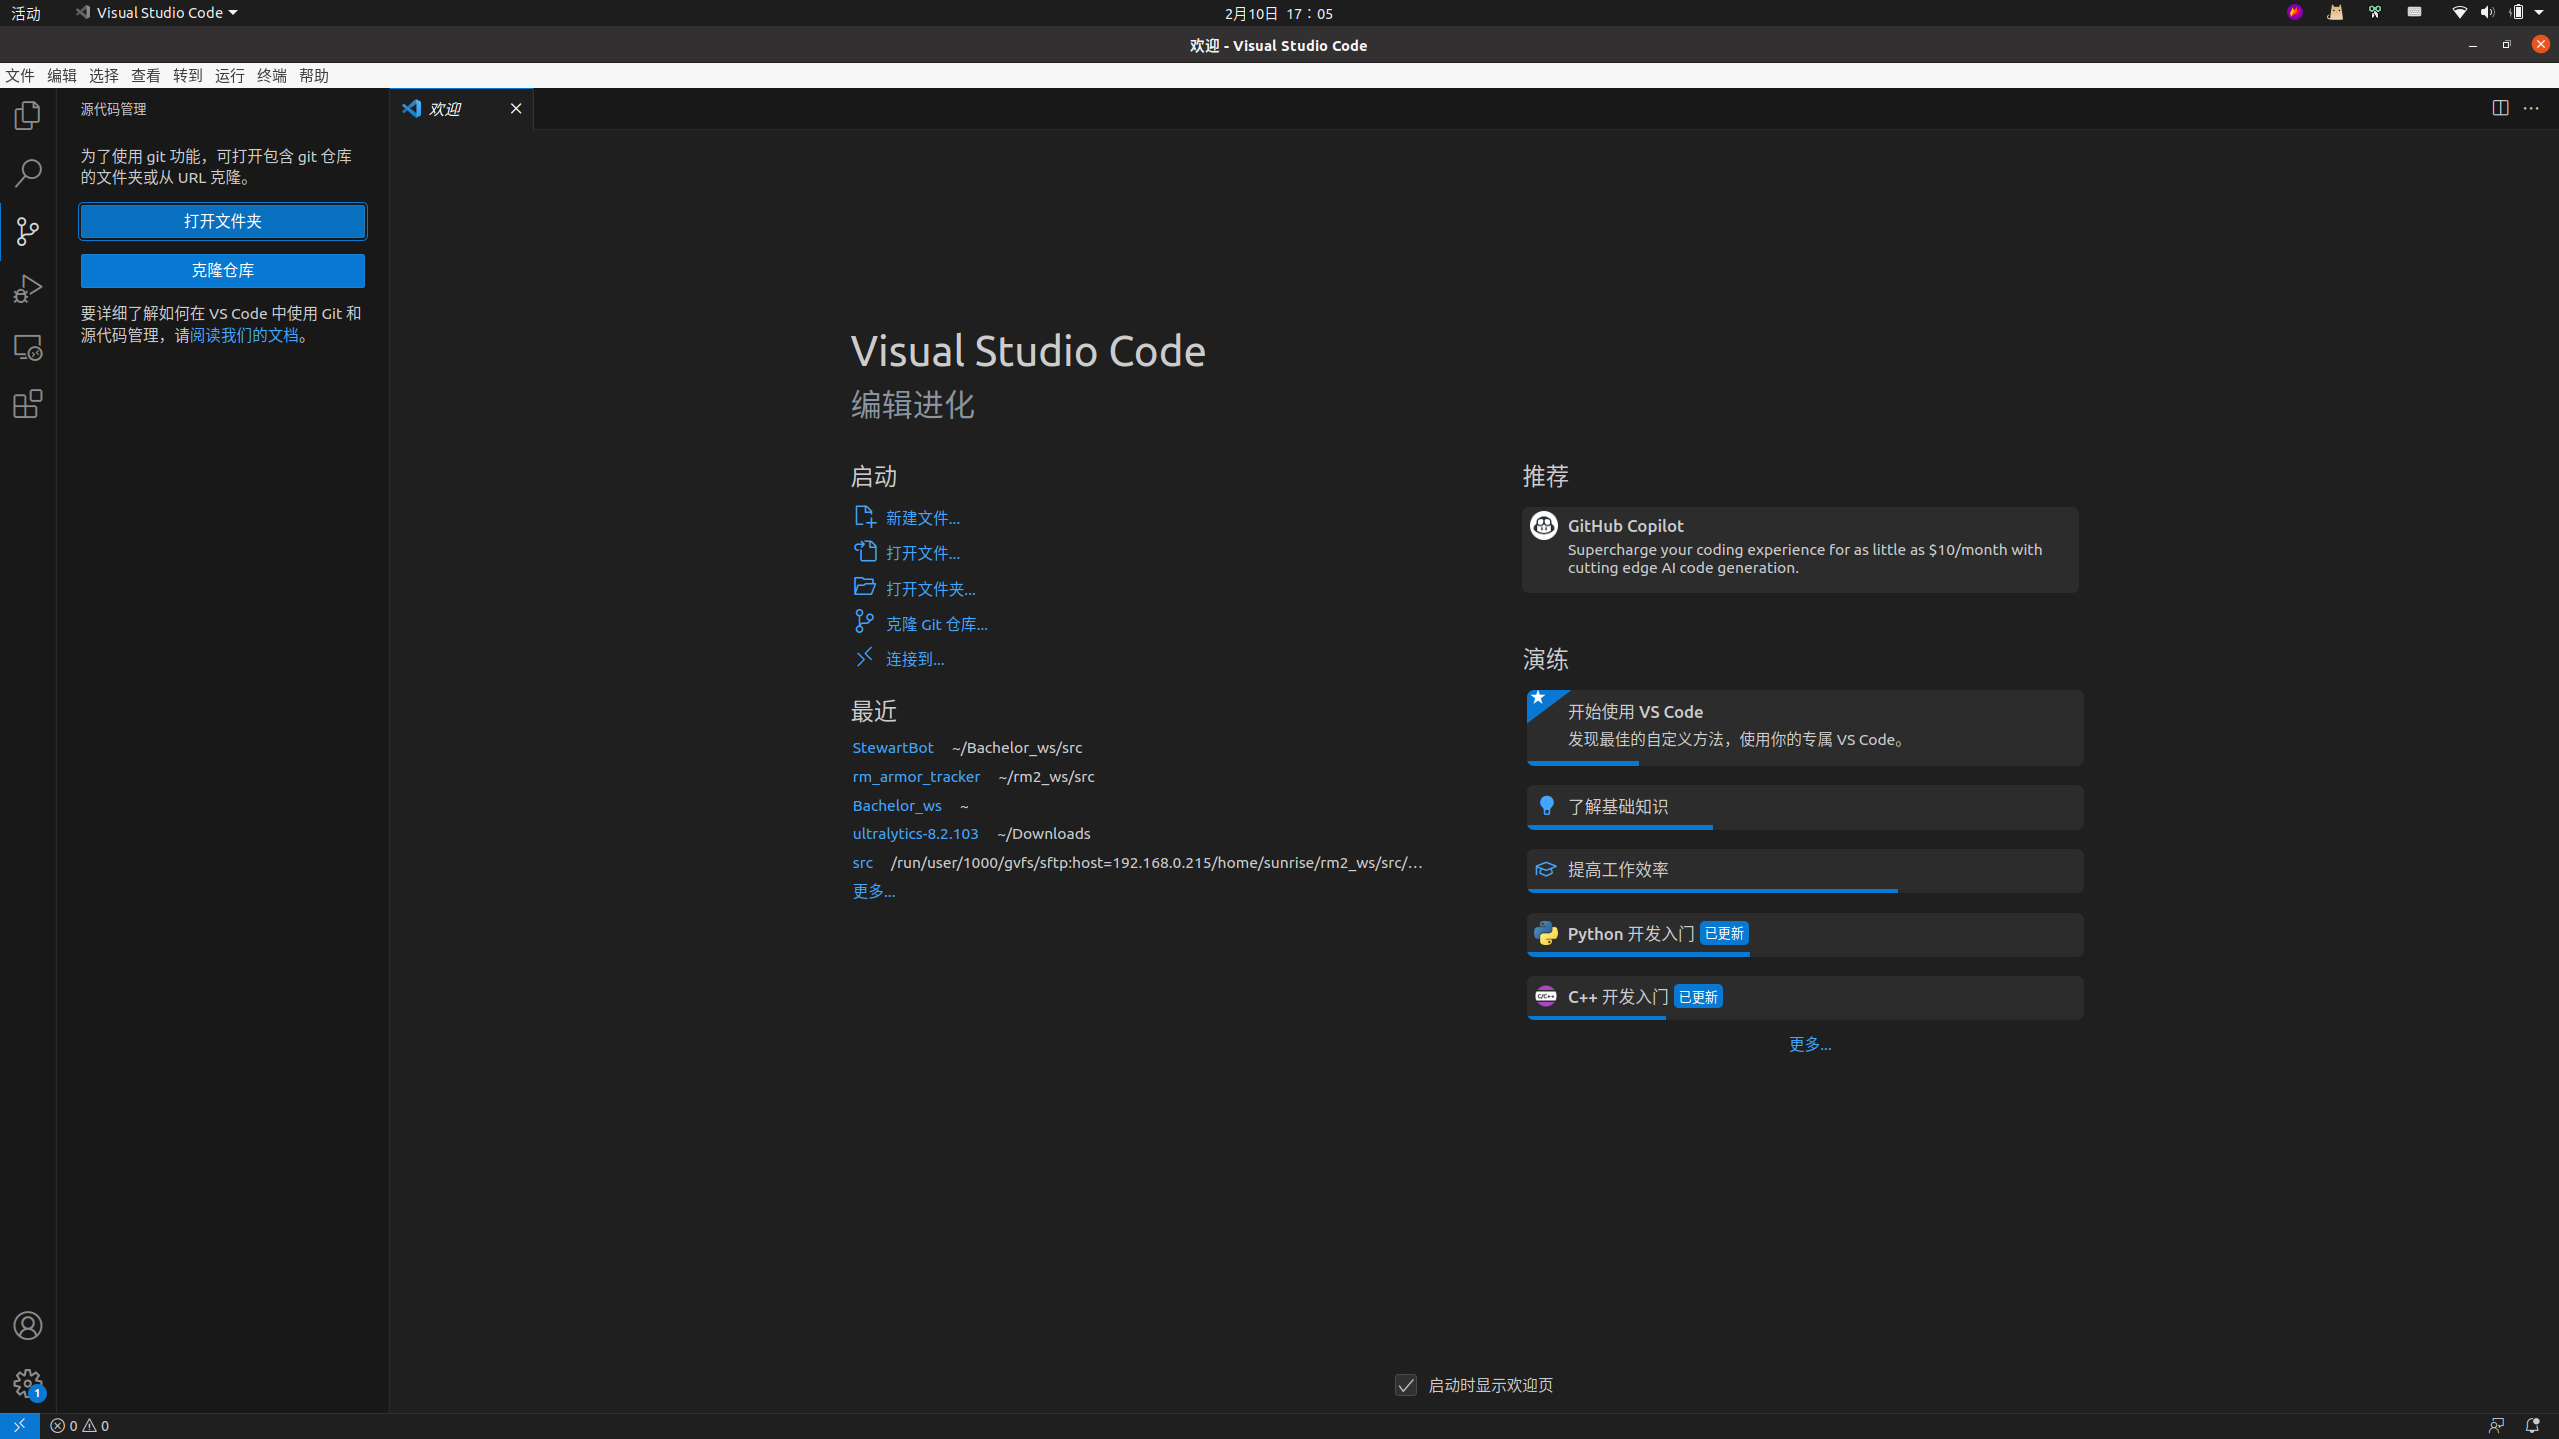 活动
Visual Studio Code
2月10日 17：05
欢迎 - Visual Studio Code
文件 编辑 选择 查看 转到 运行 终端 帮助
源代码管理
欢迎
为了使用 git 功能，可打开包含 git 仓库
的文件夹或从 URL 克隆。
打开文件夹
克隆仓库
要详细了解如何在 VS Code 中使用 Git 和
源代码管理，请阅读我们的文档。
Visual Studio Code
编辑进化
启动
新建文件...
打开文件...
打开文件夹...
克隆 Git 仓库...
连接到...
最近
StewartBot ~/Bachelor_ws/src
rm_armor_tracker ~/rm2_ws/src
Bachelor_ws ~
ultralytics-8.2.103 ~/Downloads
src /run/user/1000/gvfs/sftp:host=192.168.0.215/home/sunrise/rm2_ws/src/…
更多...
推荐
GitHub Copilot
Supercharge your coding experience for as little as $10/month with
cutting edge AI code generation.
演练
开始使用 VS Code
发现最佳的自定义方法，使用你的专属 VS Code。
了解基础知识
提高工作效率
Python 开发入门 已更新
C/C++
C++ 开发入门 已更新
更多...
启动时显示欢迎页
1
0 0